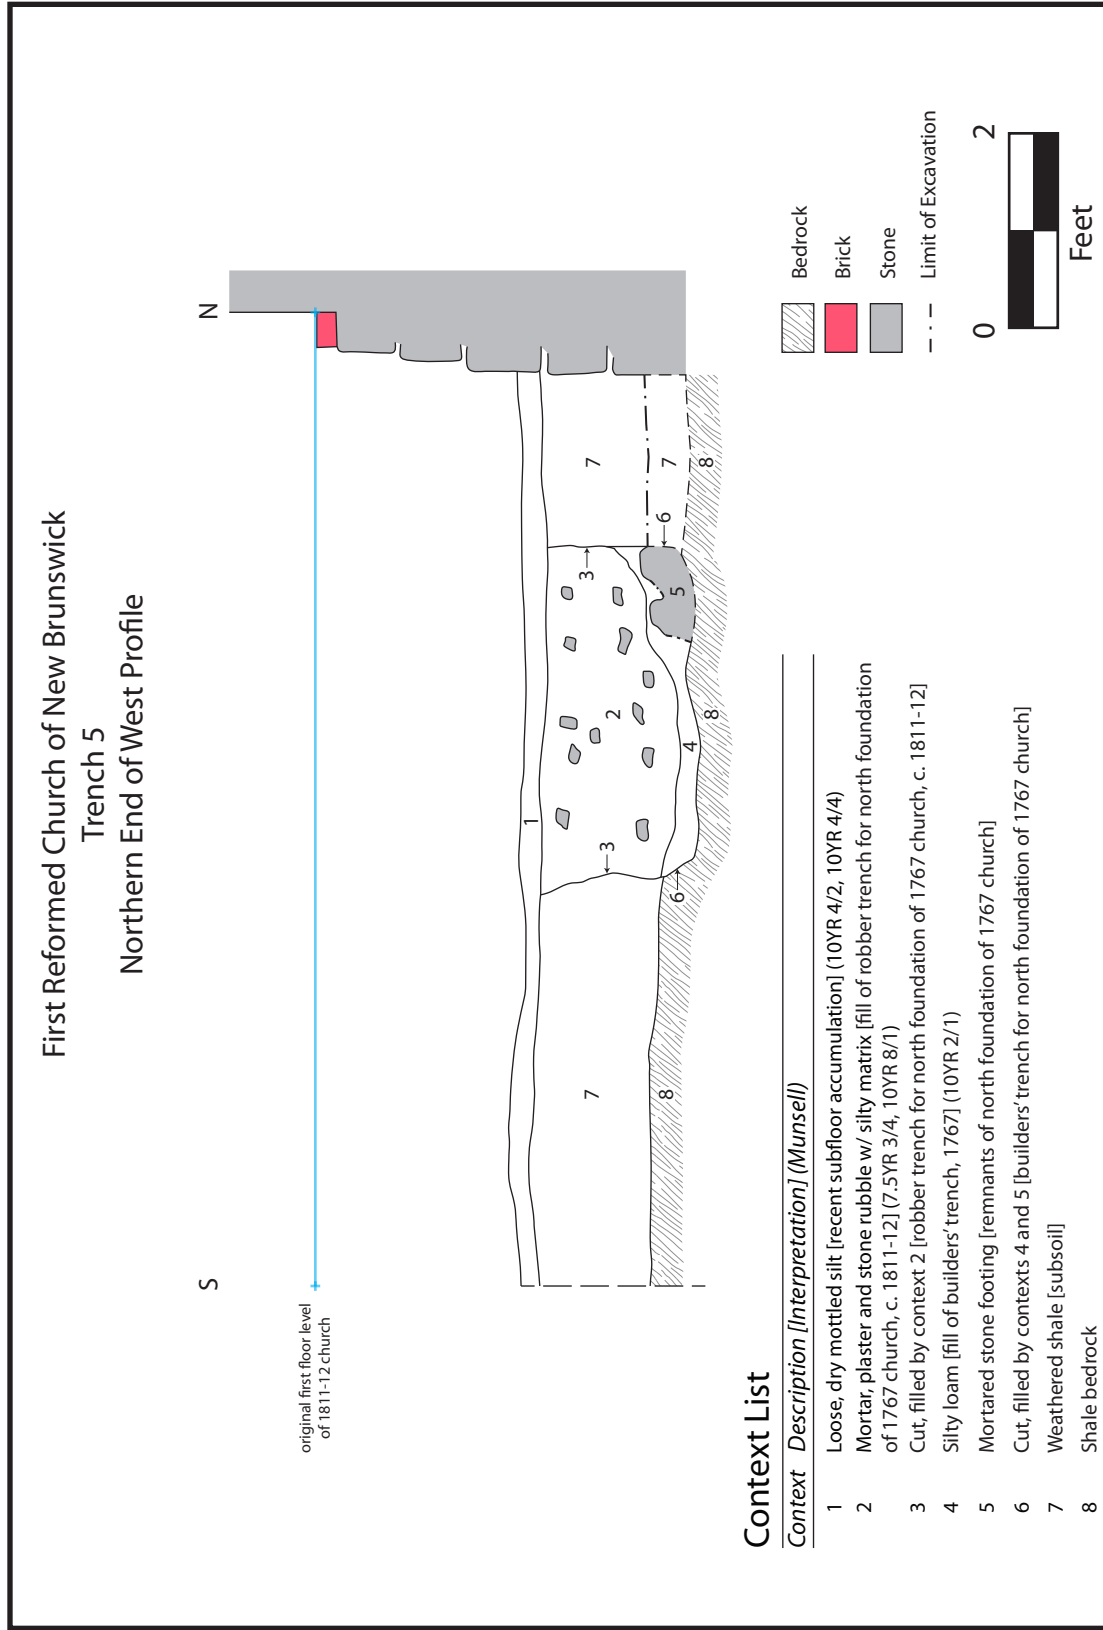 First Reformed Church of New Brunswick
Trench 5
Northern End of West Profile
S
N
original first floor level
of 1811-12 church
1
7
3
2
3
7
6
4
5
6
7
8
8
8
Bedrock
Brick
Stone
Limit of Excavation
0
2
Feet
Context List
Context Description [Interpretation] (Munsell)
1 Loose, dry mottled silt [recent subfloor accumulation] (10YR 4/2, 10YR 4/4)
2 Mortar, plaster and stone rubble w/ silty matrix [fill of robber trench for north foundation
of 1767 church, c. 1811-12] (7.5YR 3/4, 10YR 8/1)
3 Cut, filled by context 2 [robber trench for north foundation of 1767 church, c. 1811-12]
4 Silty loam [fill of builders' trench, 1767] (10YR 2/1)
5 Mortared stone footing [remnants of north foundation of 1767 church]
6 Cut, filled by contexts 4 and 5 [builders' trench for north foundation of 1767 church]
7 Weathered shale [subsoil]
8 Shale bedrock